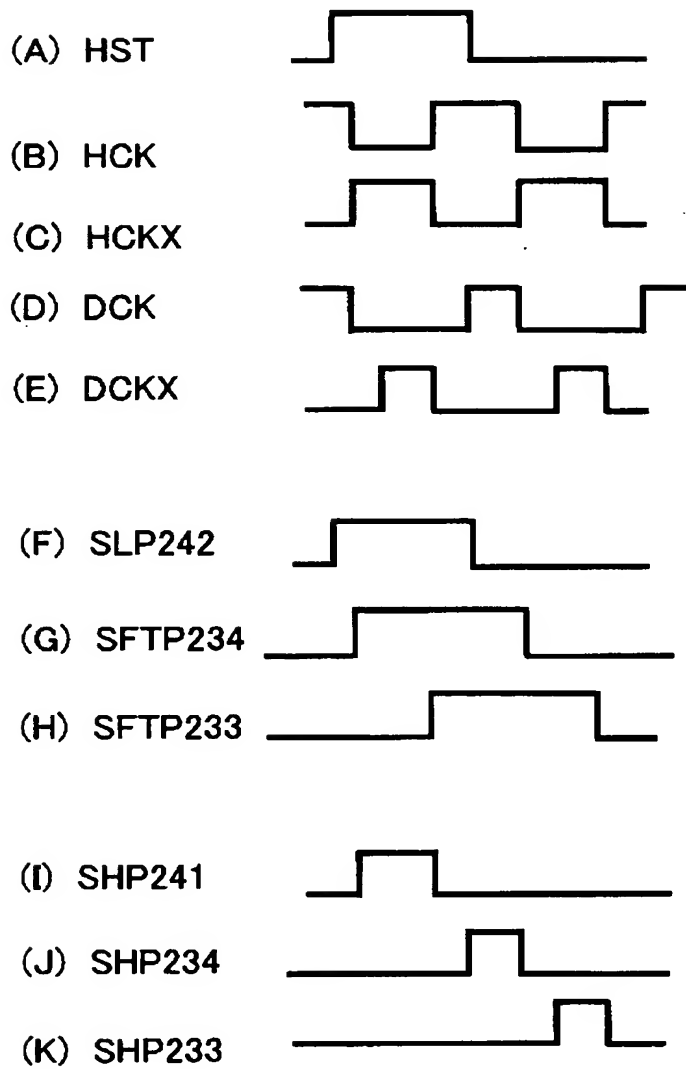 (A) HST
(B) HCK
(C) HCKX
(D) DCK
(E) DCKX
(F) SLP242
(G) SFTP234
(H) SFTP233
(I) SHP241
(J) SHP234
(K) SHP233